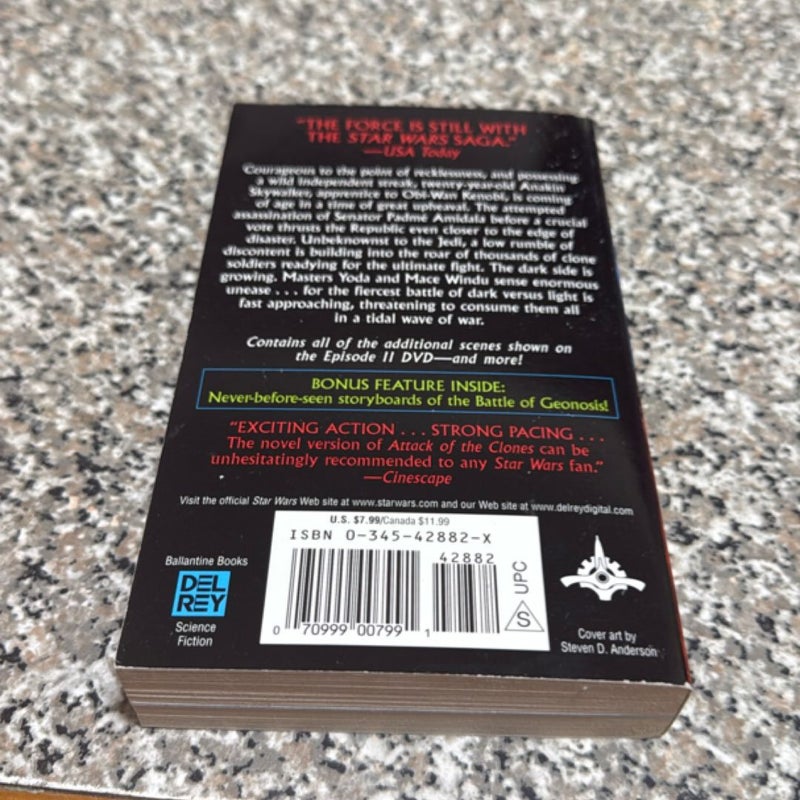 "THE FORCE IS STILL WITH
THE STAR WARS SAGA."
—USA Today
Courageous to the point of recklessness, and possessing
a wild independent streak, twenty-year-old Anakin
Skywalker, apprentice to Obi-Wan Kenobi, is coming
of age in a time of great upheaval. The attempted
assassination of Senator Padmé Amidala before a crucial
vote thrusts the Republic even closer to the edge of
disaster. Unbeknownst to the Jedi, a low rumble of
discontent is building into the roar of thousands of clone
soldiers readying for the ultimate fight. The dark side is
growing. Masters Yoda and Mace Windu sense enormous
unease . . . for the fiercest battle of dark versus light is
fast approaching, threatening to consume them all
in a tidal wave of war.
Contains all of the additional scenes shown on
the Episode II DVD—and more!
BONUS FEATURE INSIDE:
Never-before-seen storyboards of the Battle of Geonosis!
"EXCITING ACTION . . . STRONG PACING . . .
The novel version of Attack of the Clones can be
unhesitatingly recommended to any Star Wars fan."
—Cinescape
Visit the official Star Wars Web site at www.starwars.com and our Web site at www.delreydigital.com
U.S. $7.99/Canada $11.99
ISBN 0-345-42882-X
42882
0 70999 00799 1
S UPC
Ballantine Books
DEL
REY
Science
Fiction
Cover art by
Steven D. Anderson